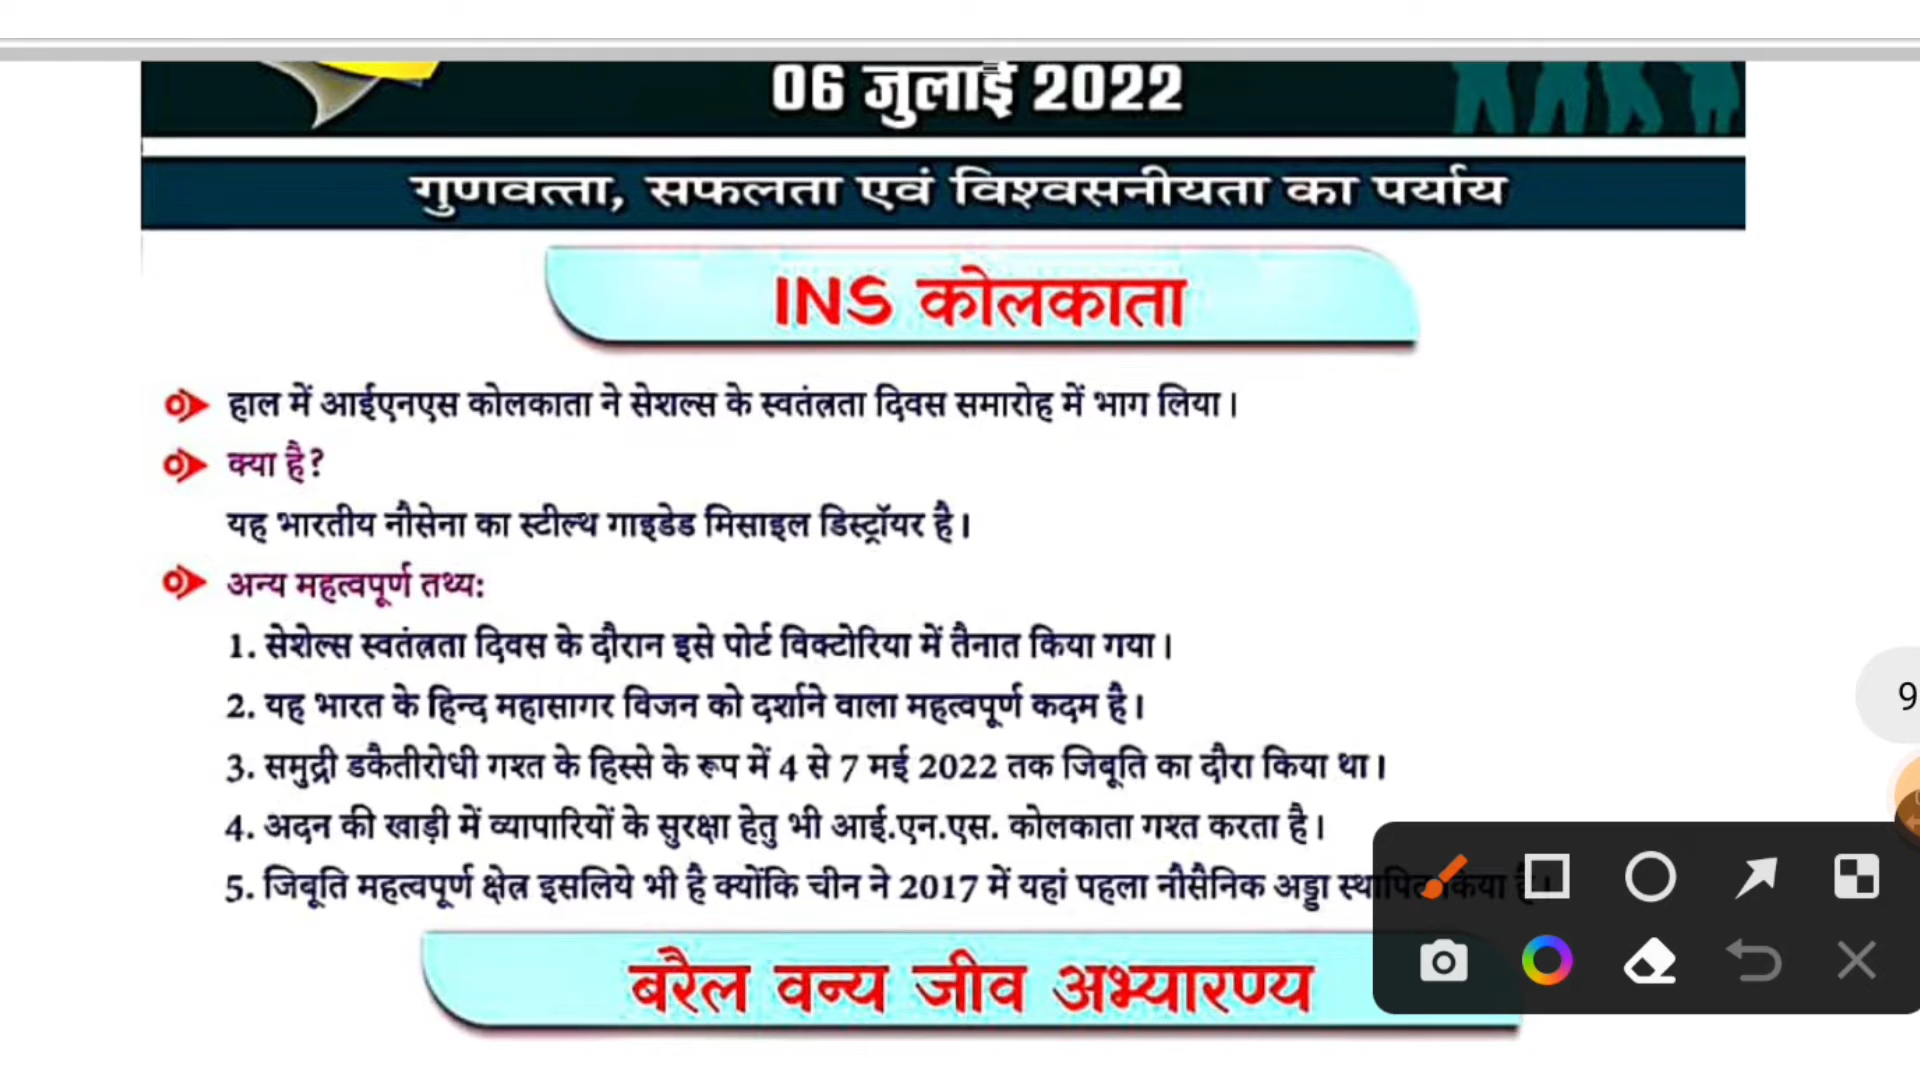 06 जुलाई 2022
गुणवत्ता, सफलता एवं विश्वसनीयता का पर्याय
INS कोलकाता
हाल में आईएनएस कोलकाता ने सेशल्स के स्वतंत्रता दिवस समारोह में भाग लिया।
क्या है?
यह भारतीय नौसेना का स्टील्थ गाइडेड मिसाइल डिस्ट्रॉयर है।
अन्य महत्वपूर्ण तथ्य:
1. सेशेल्स स्वतंत्रता दिवस के दौरान इसे पोर्ट विक्टोरिया में तैनात किया गया।
2. यह भारत के हिन्द महासागर विजन को दर्शाने वाला महत्वपूर्ण कदम है।
3. समुद्री डकैतीरोधी गश्त के हिस्से के रूप में 4 से 7 मई 2022 तक जिबूति का दौरा किया था।
4. अदन की खाड़ी में व्यापारियों के सुरक्षा हेतु भी आई.एन.एस. कोलकाता गश्त करता है।
5. जिबूति महत्वपूर्ण क्षेत्र इसलिये भी है क्योंकि चीन ने 2017 में यहां पहला नौसैनिक अड्डा स्थापित किया है।
बरैल वन्य जीव अभ्यारण्य
9